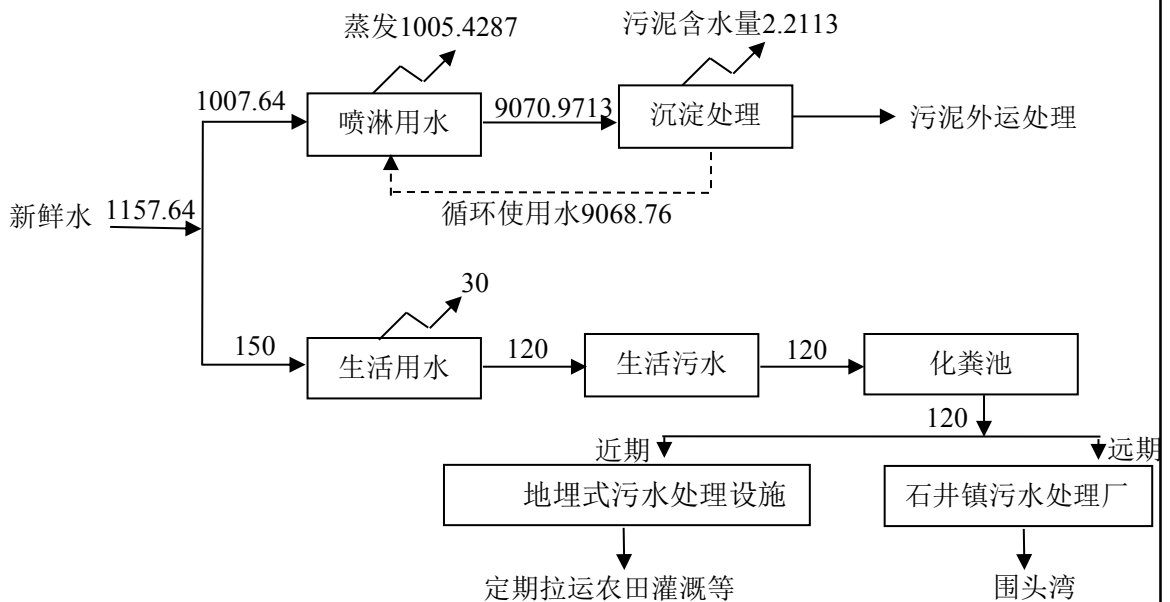 蒸发1005.4287
污泥含水量2.2113
1007.64
喷淋用水
9070.9713
沉淀处理
污泥外运处理
循环使用水9068.76
新鲜水
1157.64
30
150
生活用水
120
生活污水
120
化粪池
120
近期
远期
地埋式污水处理设施
石井镇污水处理厂
定期拉运农田灌溉等
围头湾